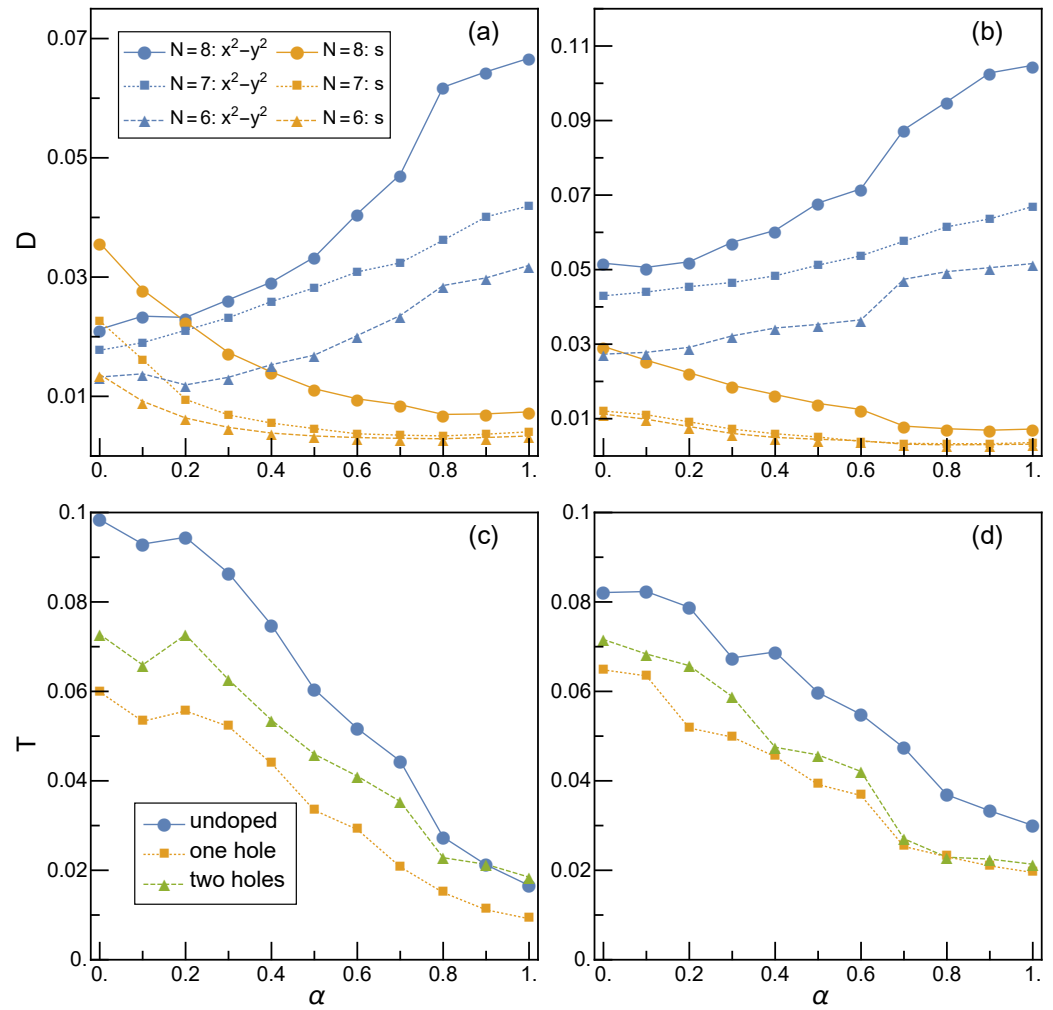 (a)
N=8: x²−y² N=8: s
N=7: x²−y² N=7: s
N=6: x²−y² N=6: s
0.07
0.05
0.03
0.01
D
0. 0.2 0.4 0.6 0.8 1.
(b)
0.11
0.09
0.07
0.05
0.03
0.01
0. 0.2 0.4 0.6 0.8 1.
(c)
0.1
0.08
0.06
0.04
0.02
0.
T
undoped
one hole
two holes
0. 0.2 0.4 0.6 0.8 1.
α
(d)
0.1
0.08
0.06
0.04
0.02
0.
0. 0.2 0.4 0.6 0.8 1.
α